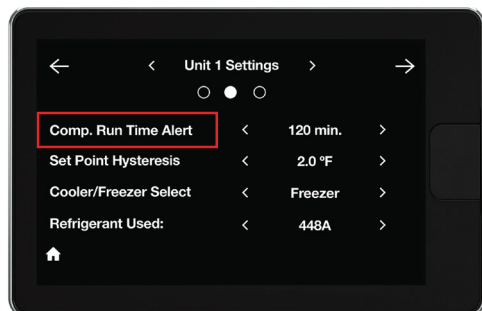 Unit 1 Settings
Comp. Run Time Alert 120 min.
Set Point Hysteresis 2.0 ºF
Cooler/Freezer Select Freezer
Refrigerant Used: 448A